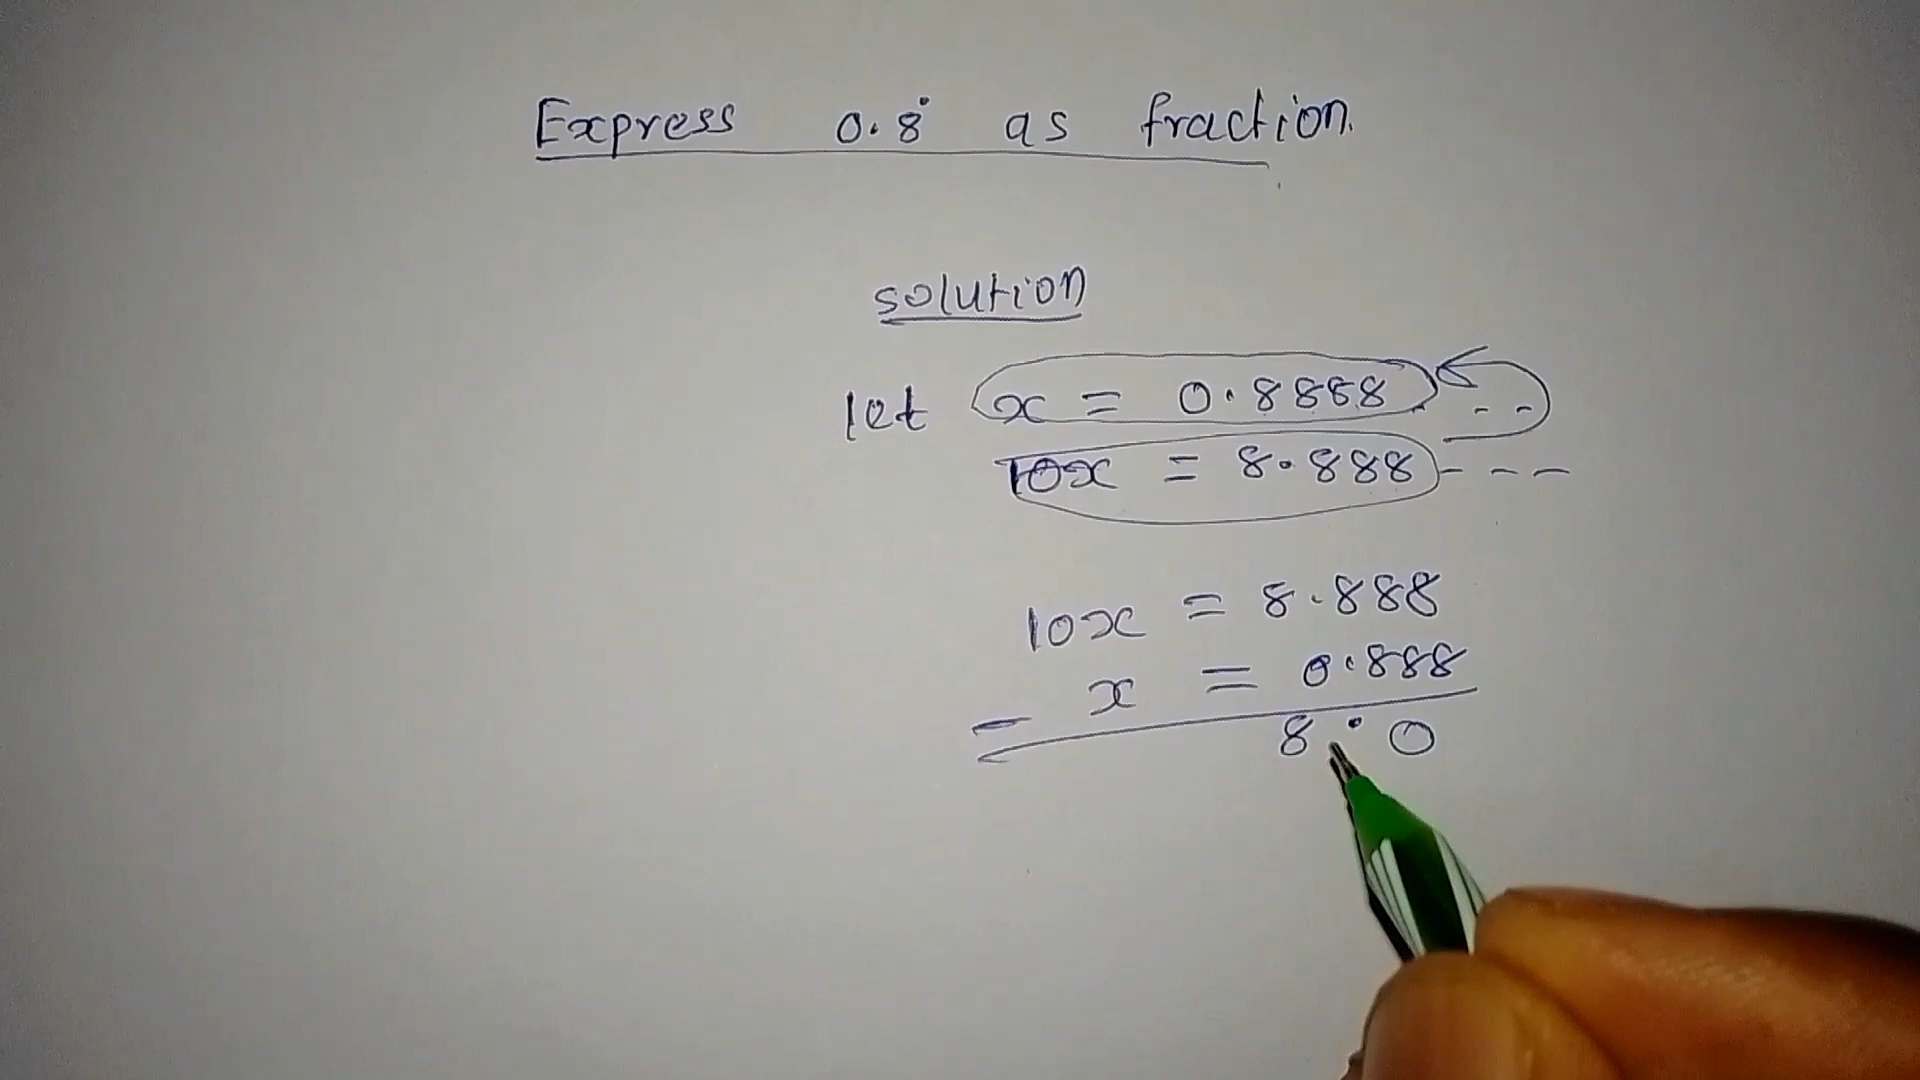 Express 0.8̇ as fraction.
solution
let x = 0.8888 . - -
10x = 8.888 - - -
10x = 8.888
- x = 0.888
8.0